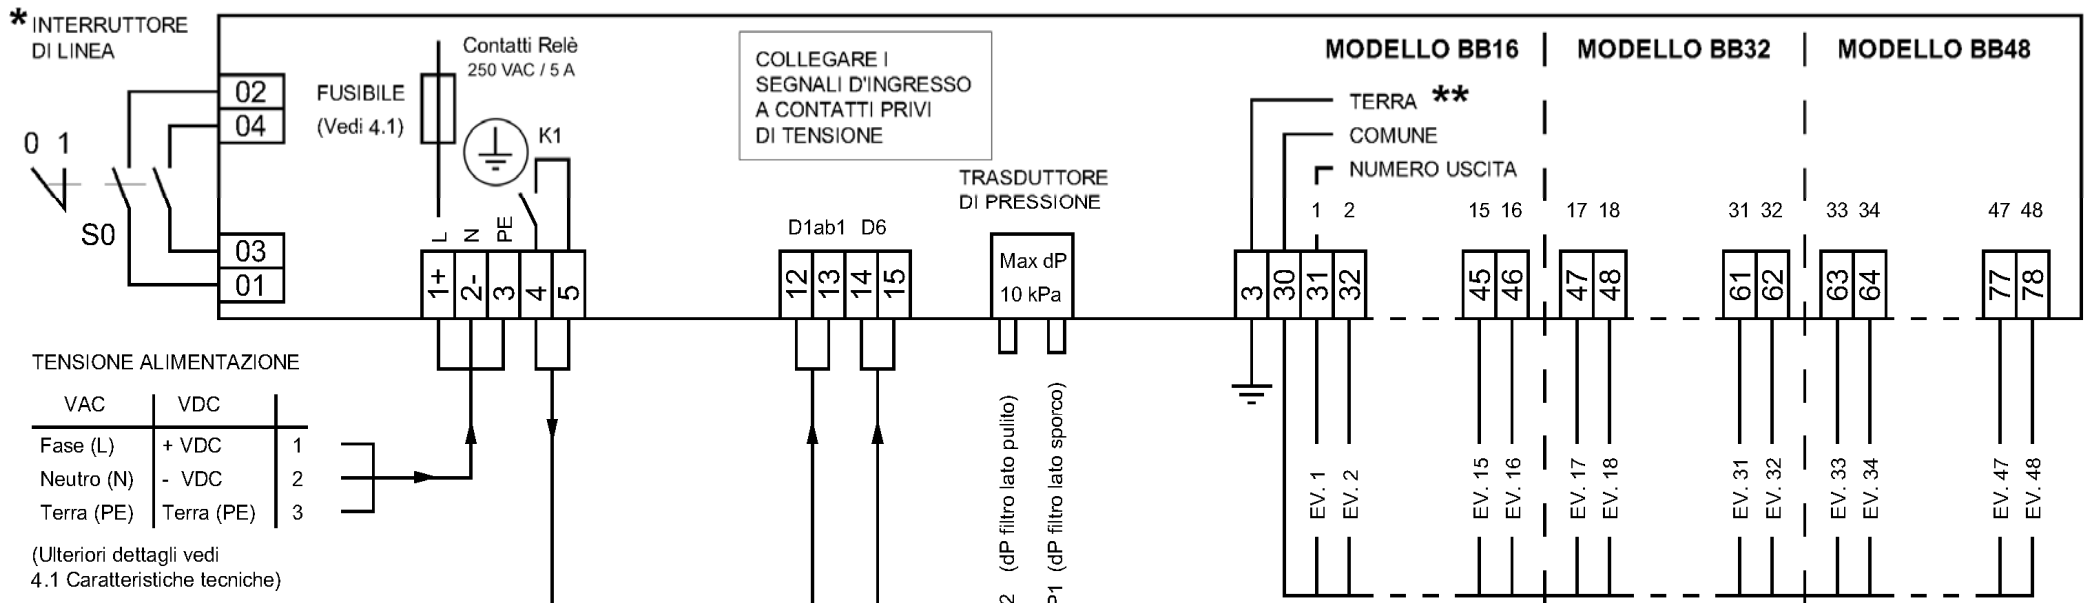 * INTERRUTTORE
DI LINEA
02
04
0 1
S0
03
01
FUSIBILE
(Vedi 4.1)
Contatti Relè
250 VAC / 5 A
K1
L
N
PE
1+
2-
3
4
5
COLLEGARE I
SEGNALI D'INGRESSO
A CONTATTI PRIVI
DI TENSIONE
D1ab1 D6
12
13
14
15
TRASDUTTORE
DI PRESSIONE
Max dP
10 kPa
2 (dP filtro lato pulito)
P1 (dP filtro lato sporco)
MODELLO BB16
MODELLO BB32
MODELLO BB48
TERRA **
COMUNE
NUMERO USCITA
1 2 15 16 17 18 31 32 33 34 47 48
3
30
31
32
45
46
47
48
61
62
63
64
77
78
EV. 1
EV. 2
EV. 15
EV. 16
EV. 17
EV. 18
EV. 31
EV. 32
EV. 33
EV. 34
EV. 47
EV. 48
TENSIONE ALIMENTAZIONE
VAC VDC
Fase (L) + VDC 1
Neutro (N) - VDC 2
Terra (PE) Terra (PE) 3
(Ulteriori dettagli vedi
4.1 Caratteristiche tecniche)